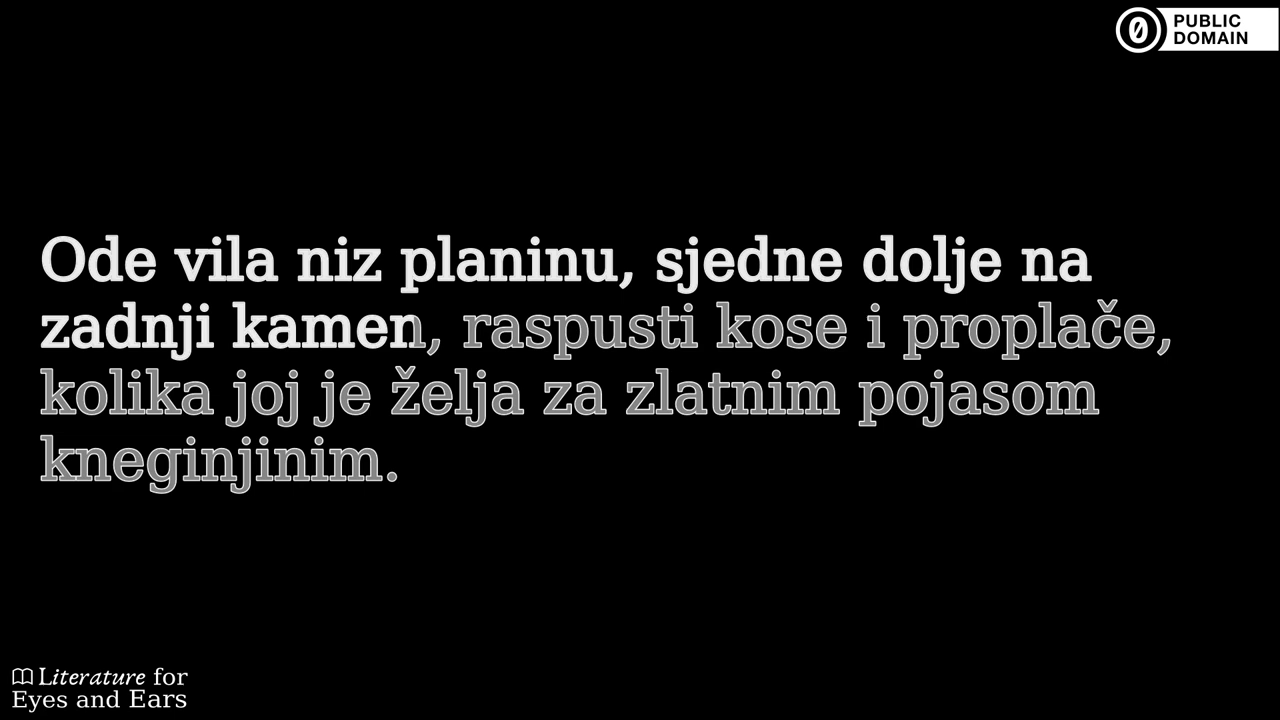 PUBLIC
DOMAIN
Ode vila niz planinu, sjedne dolje na
zadnji kamen, raspusti kose i proplače,
kolika joj je želja za zlatnim pojasom
kneginjinim.
Literature for
Eyes and Ears